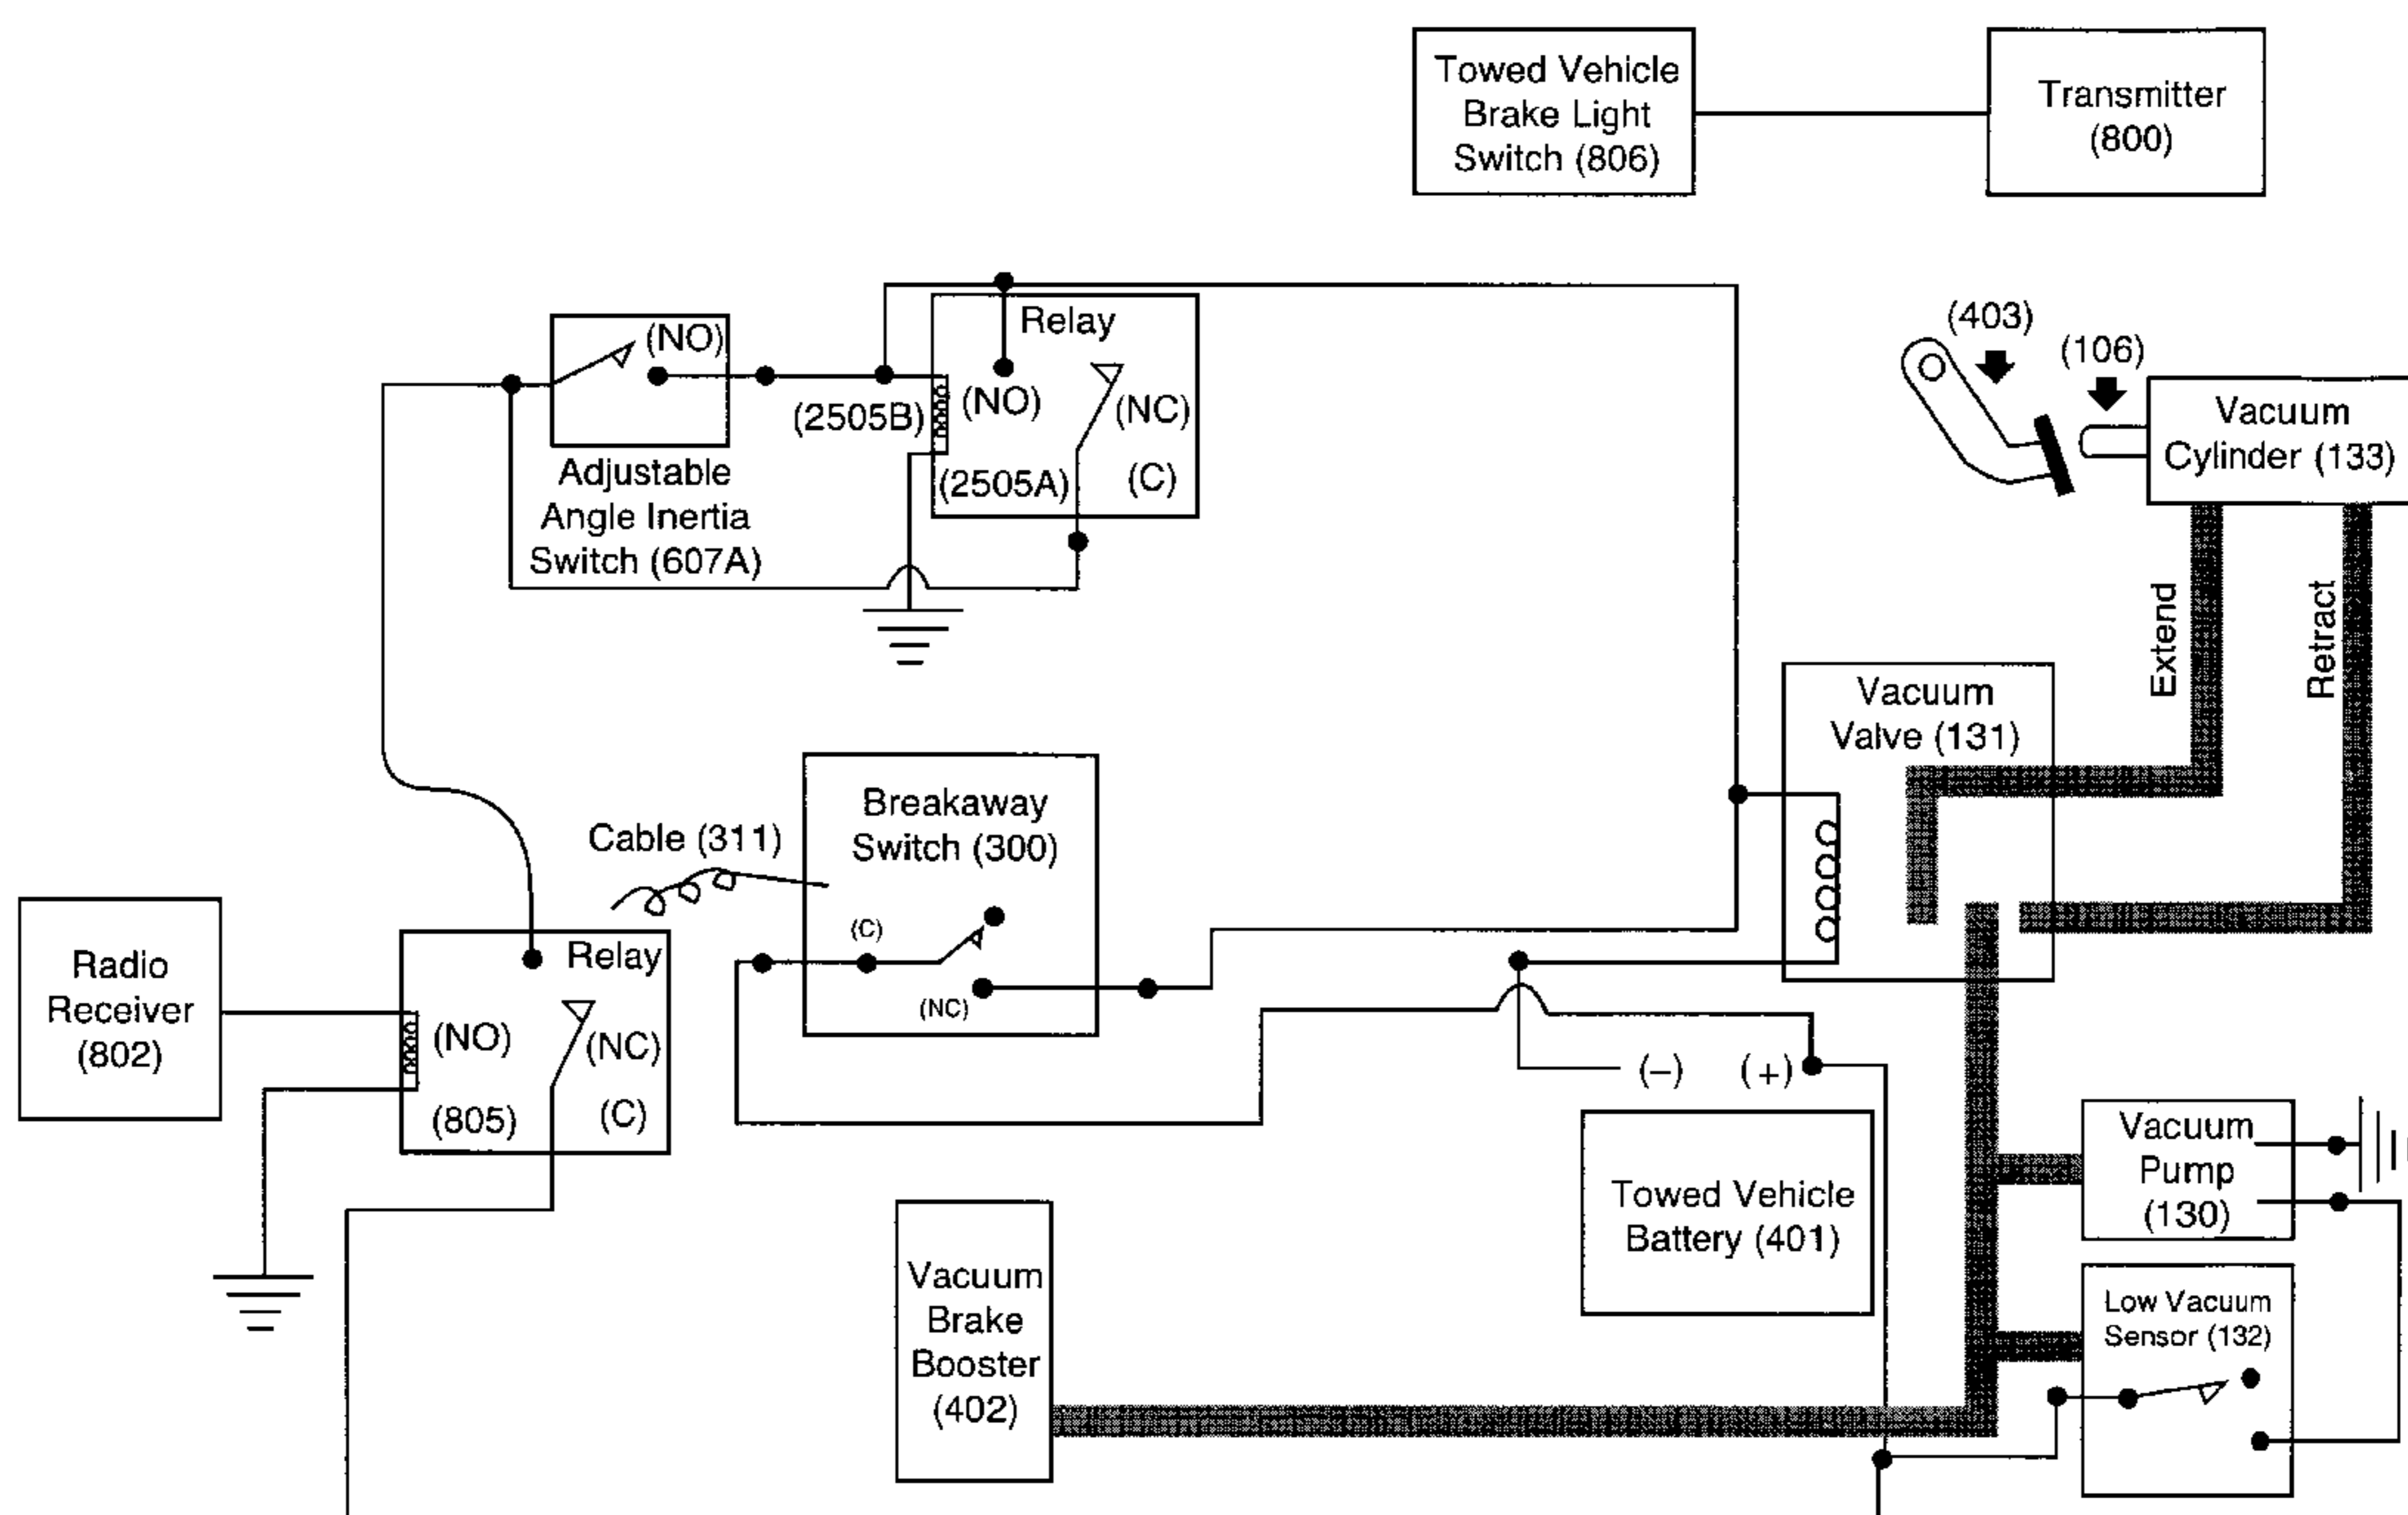 Towed Vehicle
Brake Light
Switch (806)
Transmitter
(800)
(NO)
Adjustable
Angle Inertia
Switch (607A)
(2505B)
Relay
(NO)
(NC)
(2505A)
(C)
(403)
(106)
Vacuum
Cylinder (133)
Extend
Retract
Vacuum
Valve (131)
Cable (311)
Breakaway
Switch (300)
(C)
(NC)
Radio
Receiver
(802)
Relay
(NO)
(NC)
(805)
(C)
(−)
(+)
Towed Vehicle
Battery (401)
Vacuum
Pump
(130)
Vacuum
Brake
Booster
(402)
Low Vacuum
Sensor (132)